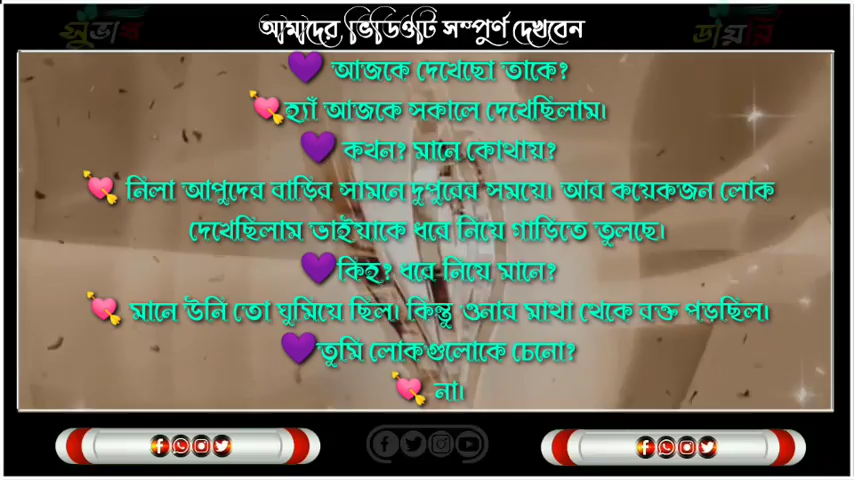 আমাদের ভিডিওটি সম্পুর্ণ দেখবেন
আজকে দেখেছো তাকে?
হ্যাঁ আজকে সকালে দেখেছিলাম।
কখন? মানে কোথায়?
নিলা আপুদের বাড়ির সামনে দুপুরের সময়ে। আর কয়েকজন লোক
দেখেছিলাম ভাইয়াকে ধরে নিয়ে গাড়িতে তুলছে।
কিহ? ধরে নিয়ে মানে?
মানে উনি তো ঘুমিয়ে ছিল। কিন্তু ওনার মাথা থেকে রক্ত পড়ছিল।
তুমি লোকগুলোকে চেনো?
না।